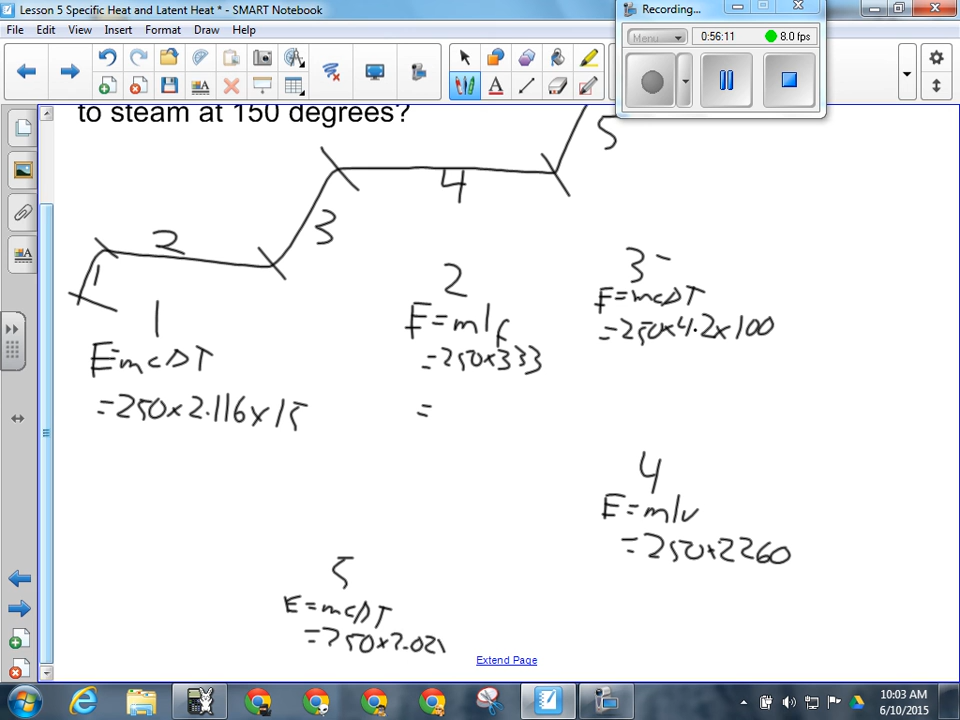 Lesson 5 Specific Heat and Latent Heat * - SMART Notebook
Recording...
File Edit View Insert Format Draw Help
Menu
0:56:11
8.0 fps
to steam at 150 degrees?
5
4
3
2
1
1
E=mcΔT
=250×2.116×15
2
E=mlf
=250×333
=
3
E=mcΔT
=250×4.2×100
4
E=mlv
=250×2260
5
E=mcΔT
Extend Page
10:03 AM
6/10/2015